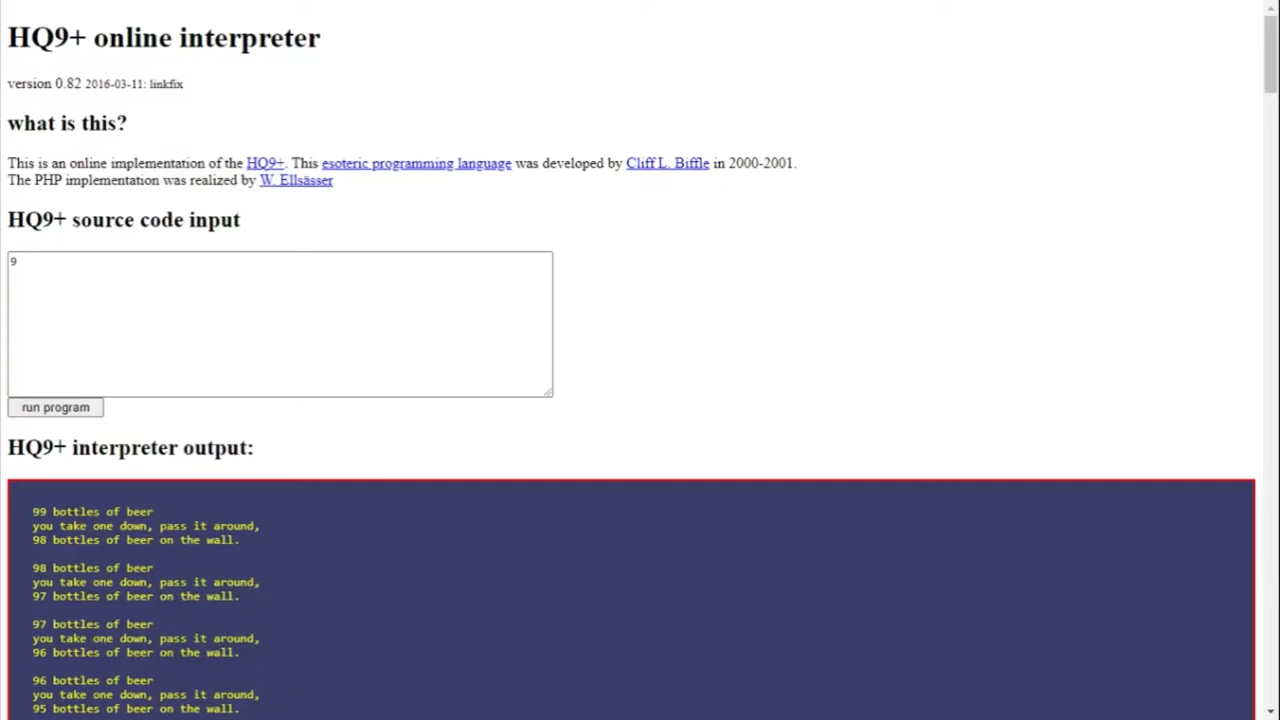 HQ9+ online interpreter
version 0.82 2016-03-11: linkfix
what is this?
This is an online implementation of the HQ9+. This esoteric programming language was developed by Cliff L. Biffle in 2000-2001.
The PHP implementation was realized by W. Ellsässer
HQ9+ source code input
9
run program
HQ9+ interpreter output:
99 bottles of beer
you take one down, pass it around,
98 bottles of beer on the wall.
98 bottles of beer
you take one down, pass it around,
97 bottles of beer on the wall.
97 bottles of beer
you take one down, pass it around,
96 bottles of beer on the wall.
96 bottles of beer
you take one down, pass it around,
95 bottles of beer on the wall.